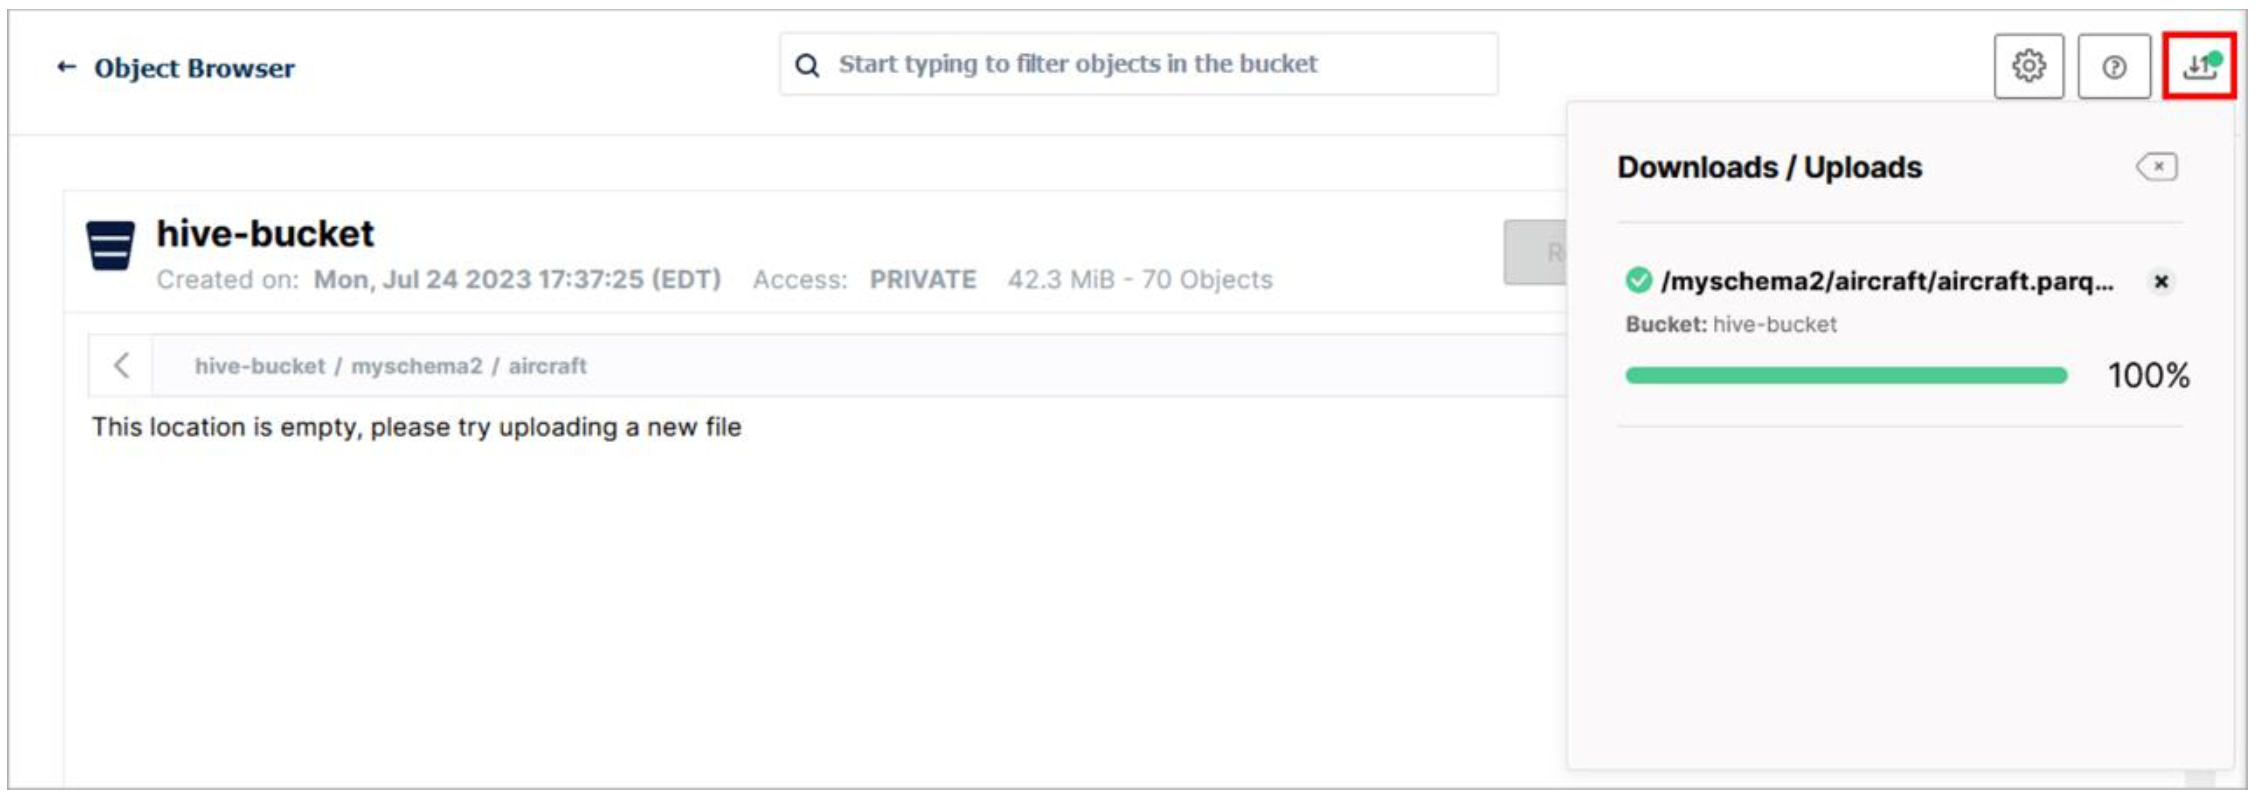 ← Object Browser
Start typing to filter objects in the bucket
Downloads / Uploads
hive-bucket
Created on: Mon, Jul 24 2023 17:37:25 (EDT) Access: PRIVATE 42.3 MiB - 70 Objects
/myschema2/aircraft/aircraft.parq...
Bucket: hive-bucket
100%
hive-bucket / myschema2 / aircraft
This location is empty, please try uploading a new file